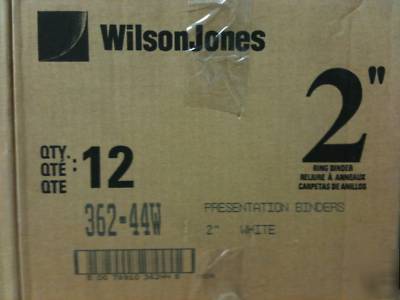 WilsonJones
2"
RING BINDER
RELIURE À ANNEAUX
CARPETAS DE ANILLOS
QTY.
QTÉ : 12
QTE
362-44W
PRESENTATION BINDERS
2" WHITE